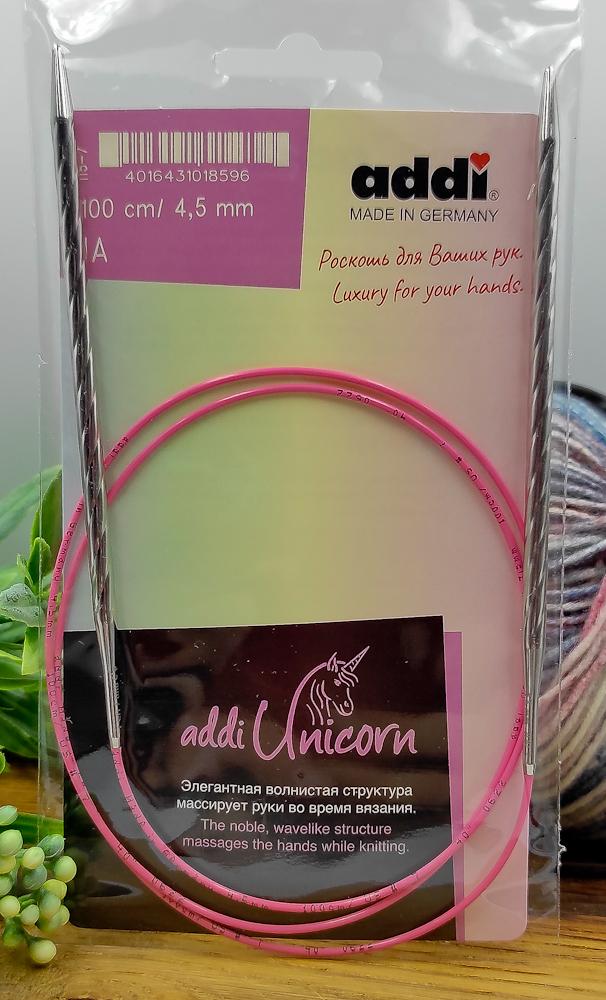 4016431018596
100 cm/ 4,5 mm
addi®
MADE IN GERMANY
Роскошь для Ваших рук.
Luxury for your hands.
addi Unicorn
Элегантная волнистая структура
массирует руки во время вязания.
The noble, wavelike structure
massages the hands while knitting.